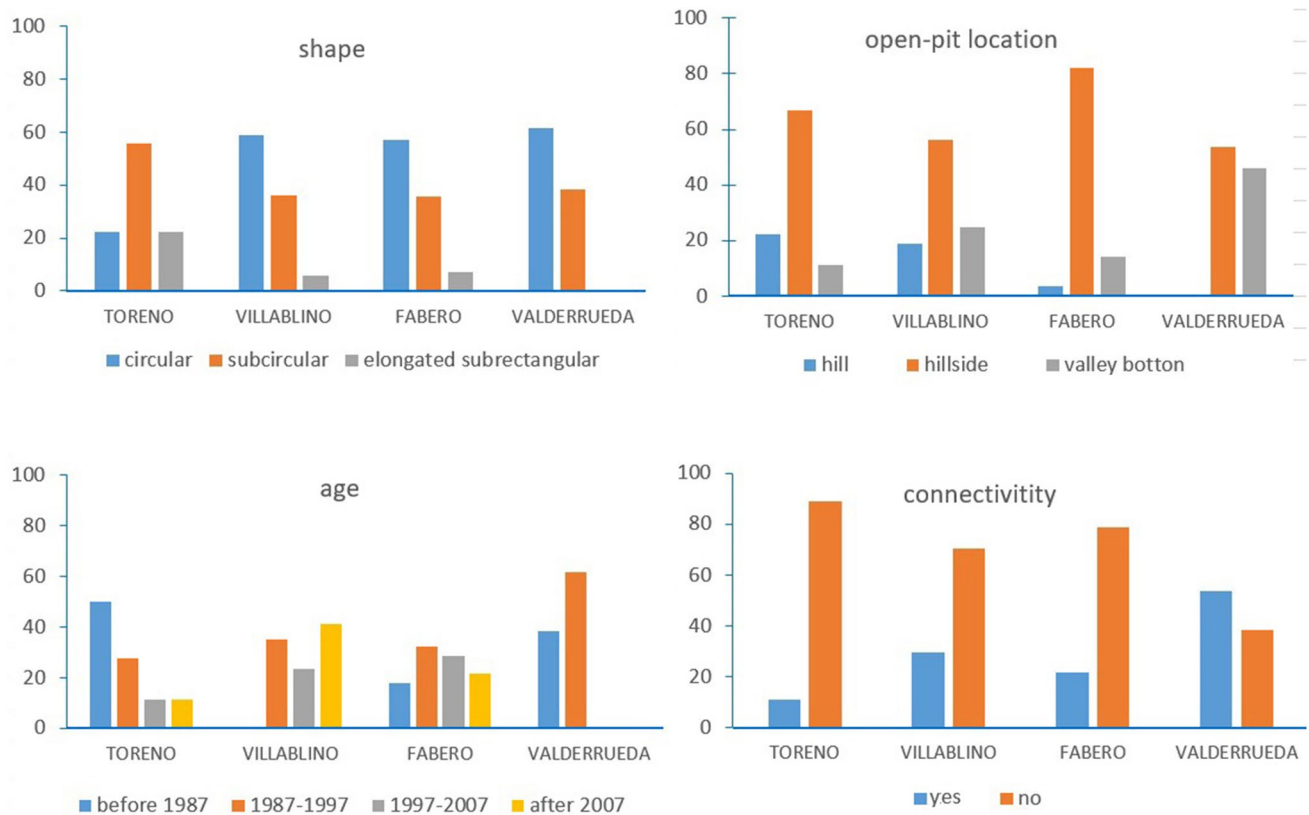 shape
100
80
60
40
20
0
TORENO VILLABLINO FABERO VALDERRUEDA
circular subcircular elongated subrectangular
open-pit location
100
80
60
40
20
0
TORENO VILLABLINO FABERO VALDERRUEDA
hill hillside valley botton
age
100
80
60
40
20
0
TORENO VILLABLINO FABERO VALDERRUEDA
before 1987 1987-1997 1997-2007 after 2007
connectivitity
100
80
60
40
20
0
TORENO VILLABLINO FABERO VALDERRUEDA
yes no